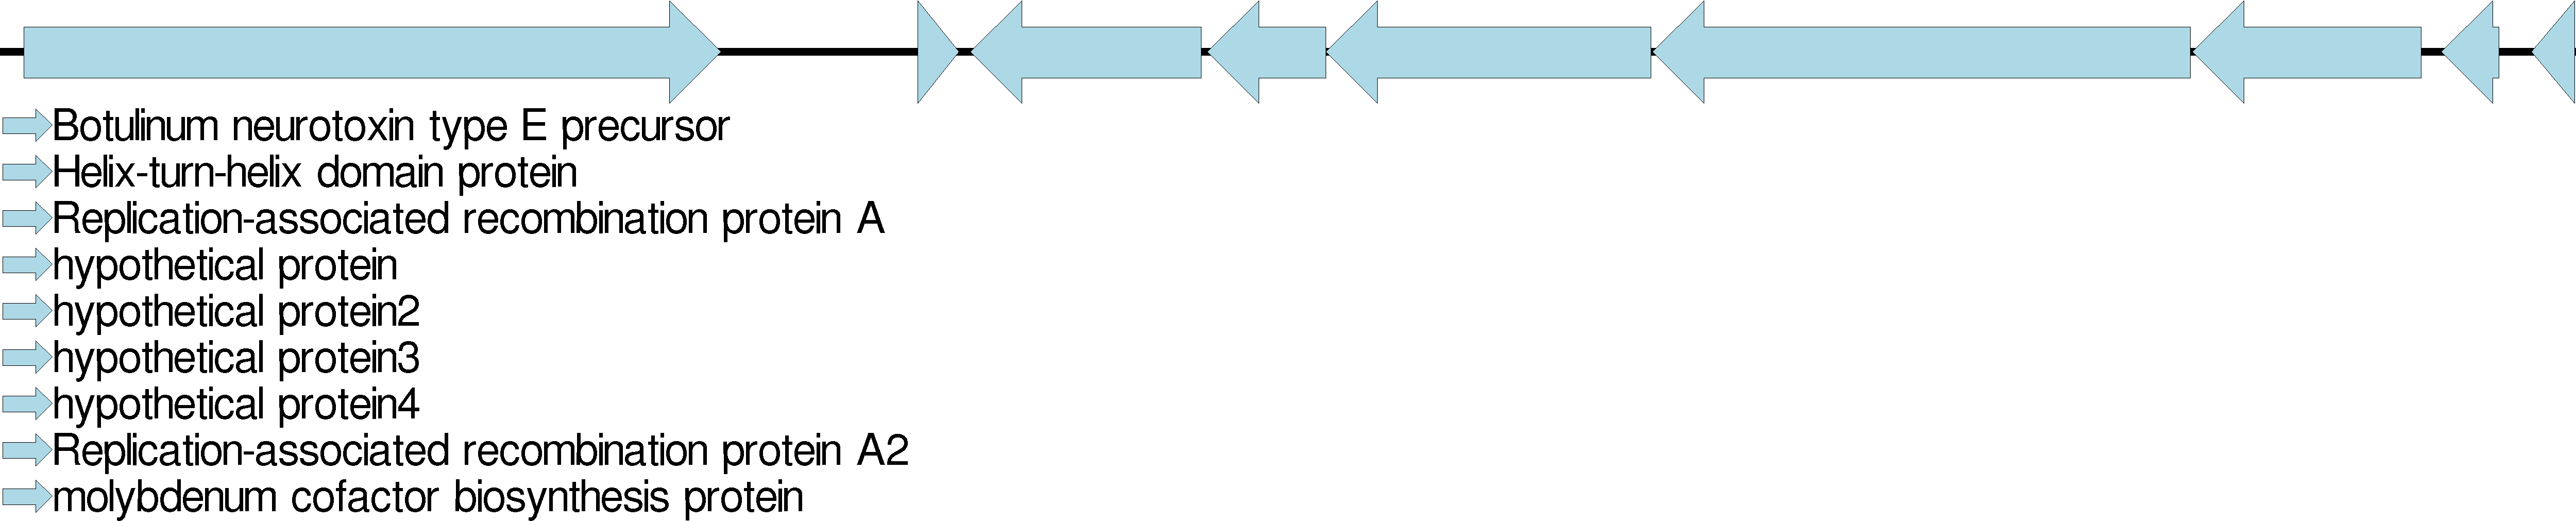 Botulinum neurotoxin type E precursor
Helix-turn-helix domain protein
Replication-associated recombination protein A
hypothetical protein
hypothetical protein2
hypothetical protein3
hypothetical protein4
Replication-associated recombination protein A2
molybdenum cofactor biosynthesis protein